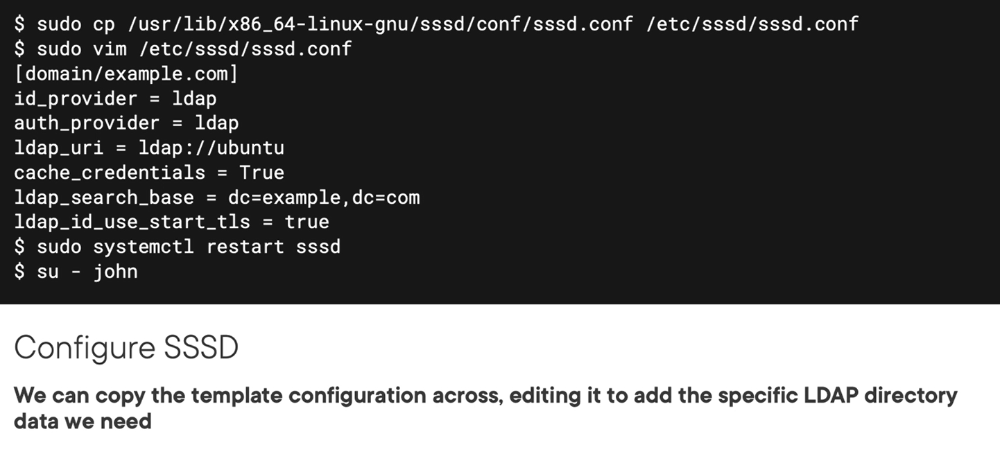 $ sudo cp /usr/lib/x86_64-linux-gnu/sssd/conf/sssd.conf /etc/sssd/sssd.conf
$ sudo vim /etc/sssd/sssd.conf
[domain/example.com]
id_provider = ldap
auth_provider = ldap
ldap_uri = ldap://ubuntu
cache_credentials = True
ldap_search_base = dc=example,dc=com
ldap_id_use_start_tls = true
$ sudo systemctl restart sssd
$ su - john
Configure SSSD
We can copy the template configuration across, editing it to add the specific LDAP directory
data we need